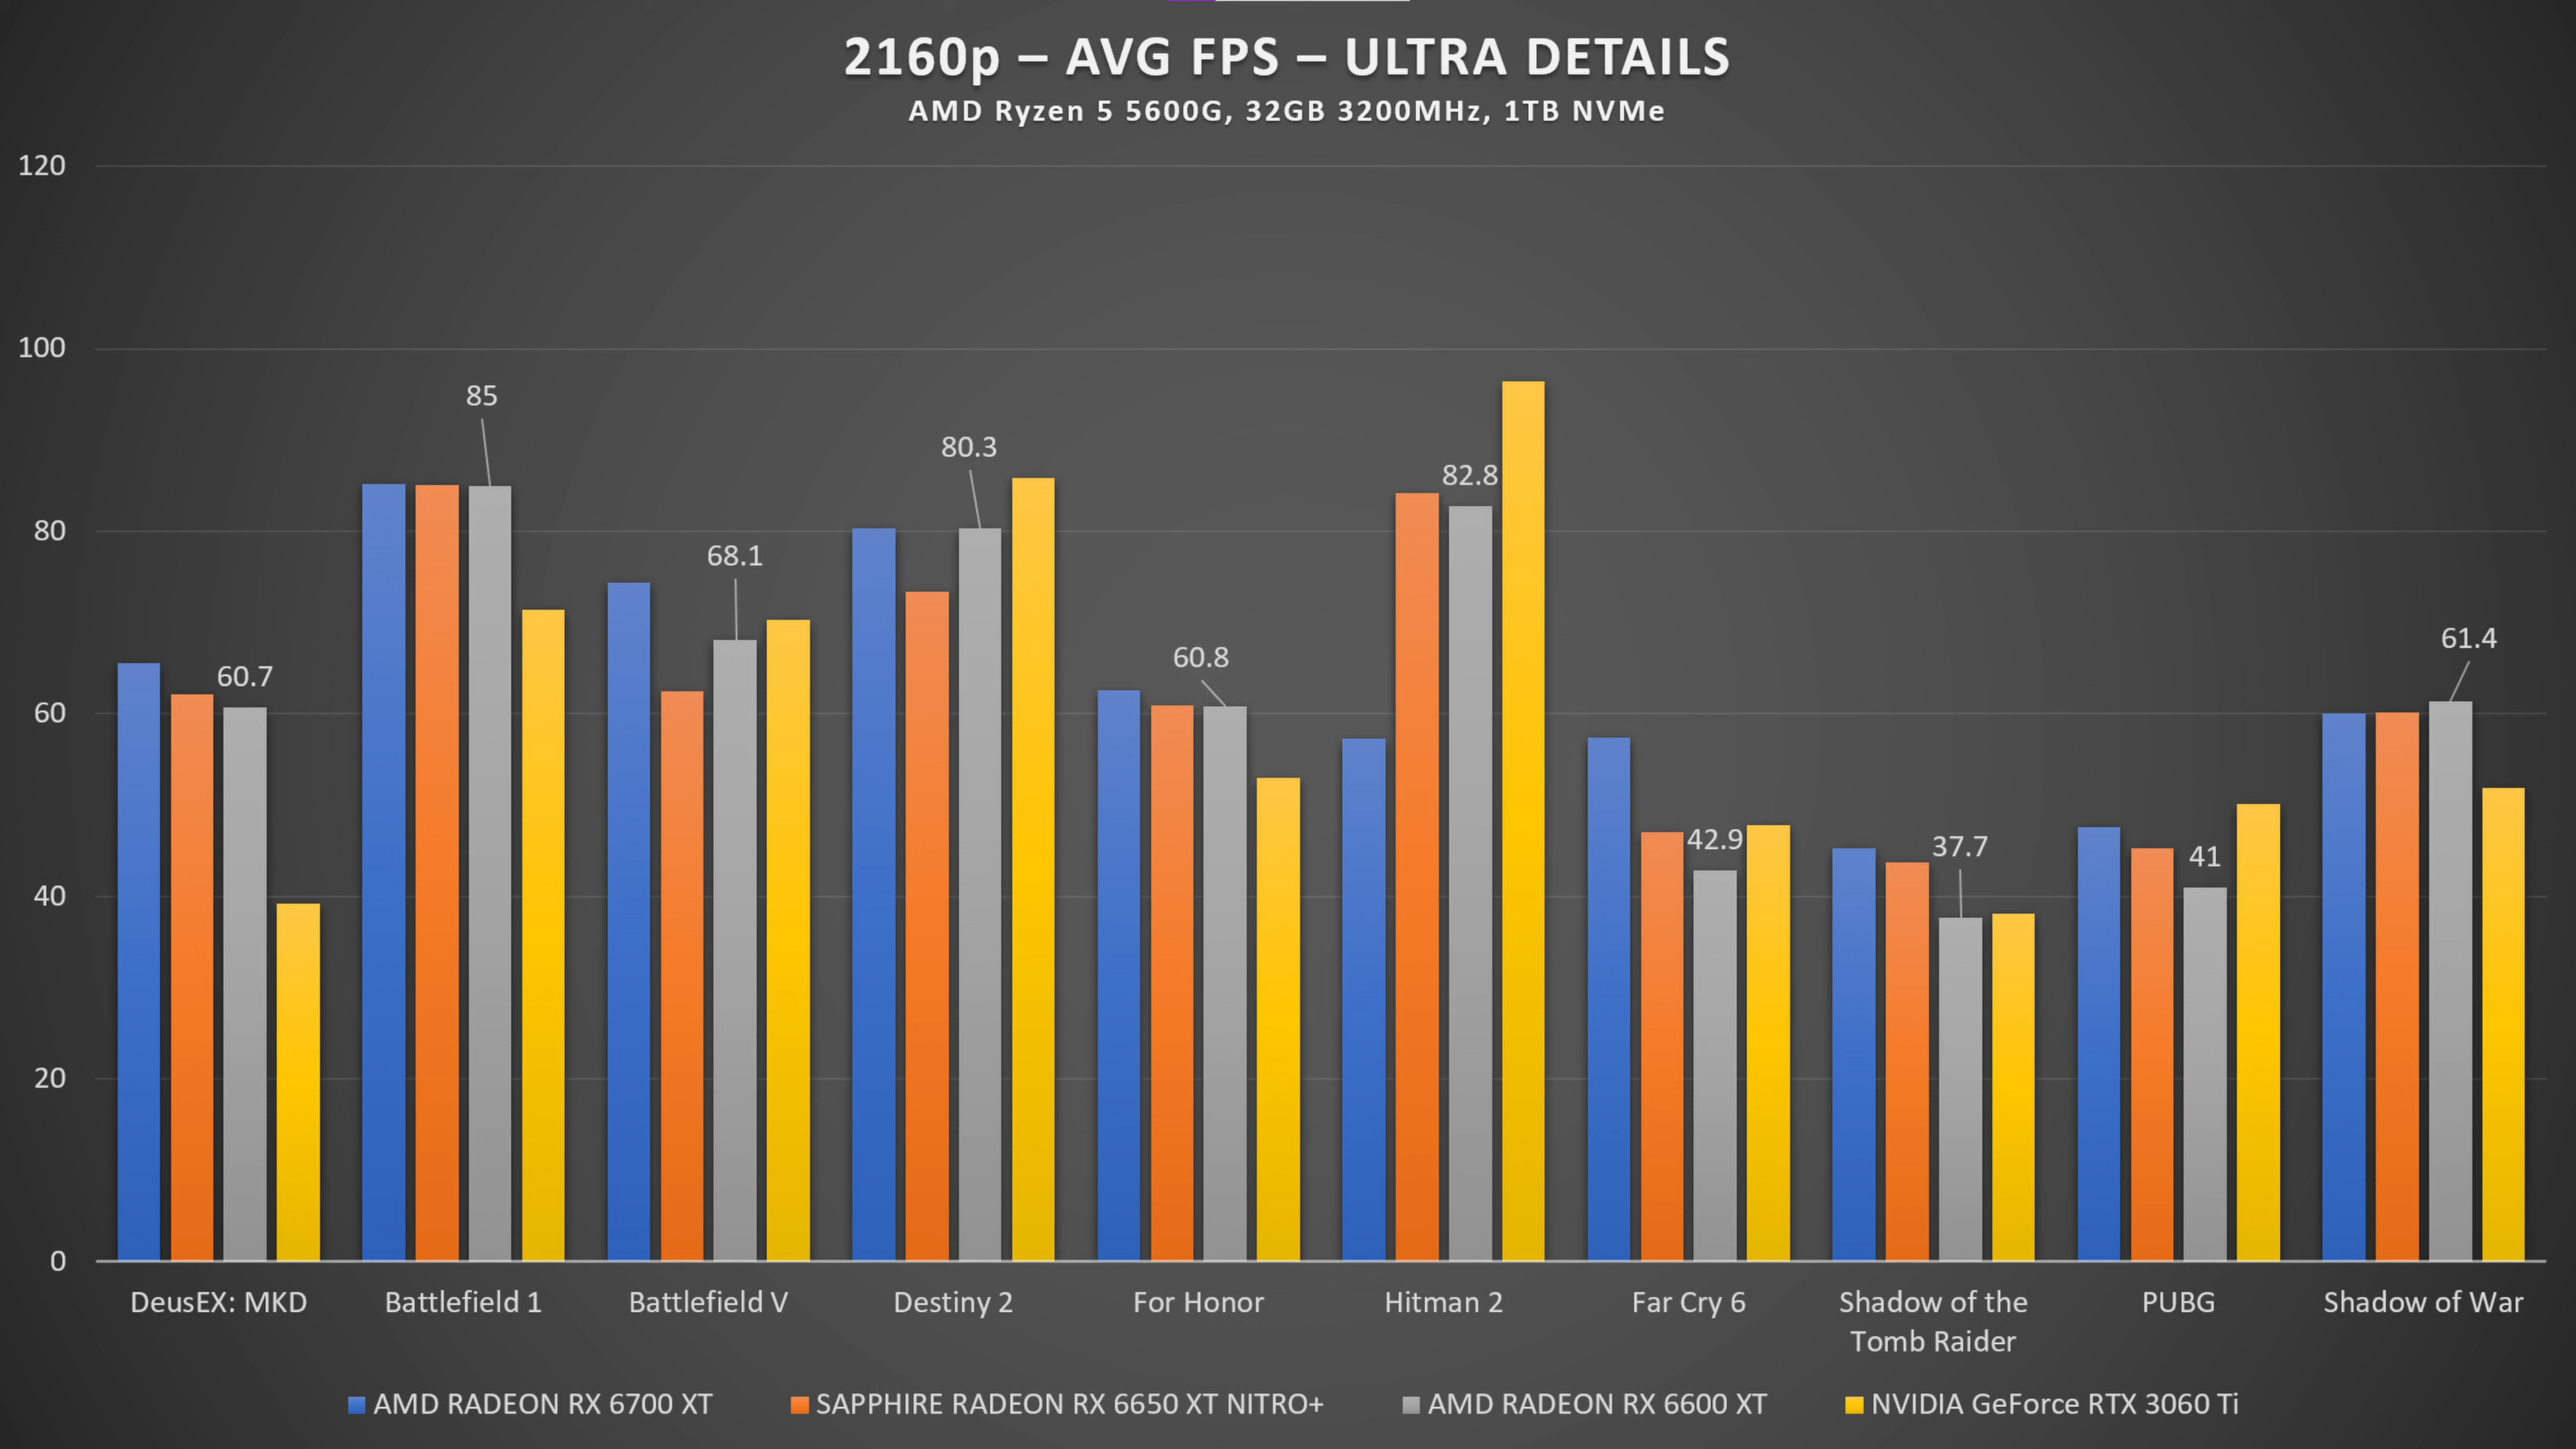 2160p – AVG FPS – ULTRA DETAILS
AMD Ryzen 5 5600G, 32GB 3200MHz, 1TB NVMe
120
100
80
60
40
20
0
60.7
85
68.1
80.3
60.8
82.8
42.9
37.7
41
61.4
DeusEX: MKD
Battlefield 1
Battlefield V
Destiny 2
For Honor
Hitman 2
Far Cry 6
Shadow of the
Tomb Raider
PUBG
Shadow of War
AMD RADEON RX 6700 XT
SAPPHIRE RADEON RX 6650 XT NITRO+
AMD RADEON RX 6600 XT
NVIDIA GeForce RTX 3060 Ti